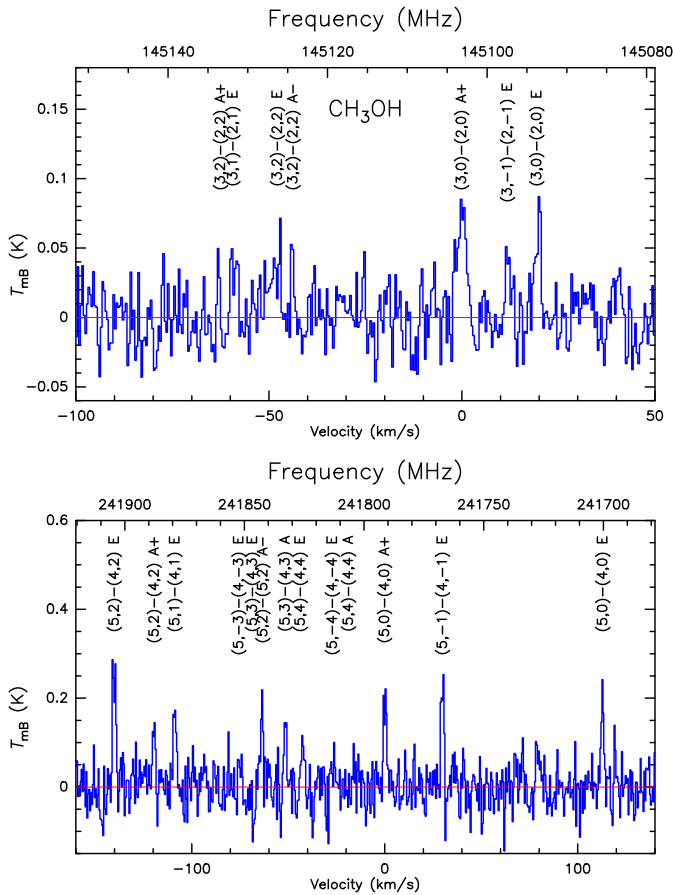 Frequency (MHz)
145140 145120 145100 145080
CH3OH
(3,2)−(2,2) A+
(3,1)−(2,1) E
(3,2)−(2,2) E
(3,2)−(2,2) A−
(3,0)−(2,0) A+
(3,−1)−(2,−1) E
(3,0)−(2,0) E
0.15
0.1
0.05
0
−0.05
TmB (K)
−100 −50 0 50
Velocity (km/s)
Frequency (MHz)
241900 241850 241800 241750 241700
(5,2)−(4,2) E
(5,2)−(4,2) A+
(5,1)−(4,1) E
(5,−3)−(4,−3) E
(5,3)−(4,3) E
(5,2)−(5,2) A−
(5,3)−(4,3) A
(5,4)−(4,4) E
(5,−4)−(4,−4) E
(5,4)−(4,4) A
(5,0)−(4,0) A+
(5,−1)−(4,−1) E
(5,0)−(4,0) E
0.6
0.4
0.2
0
TmB (K)
−100 0 100
Velocity (km/s)